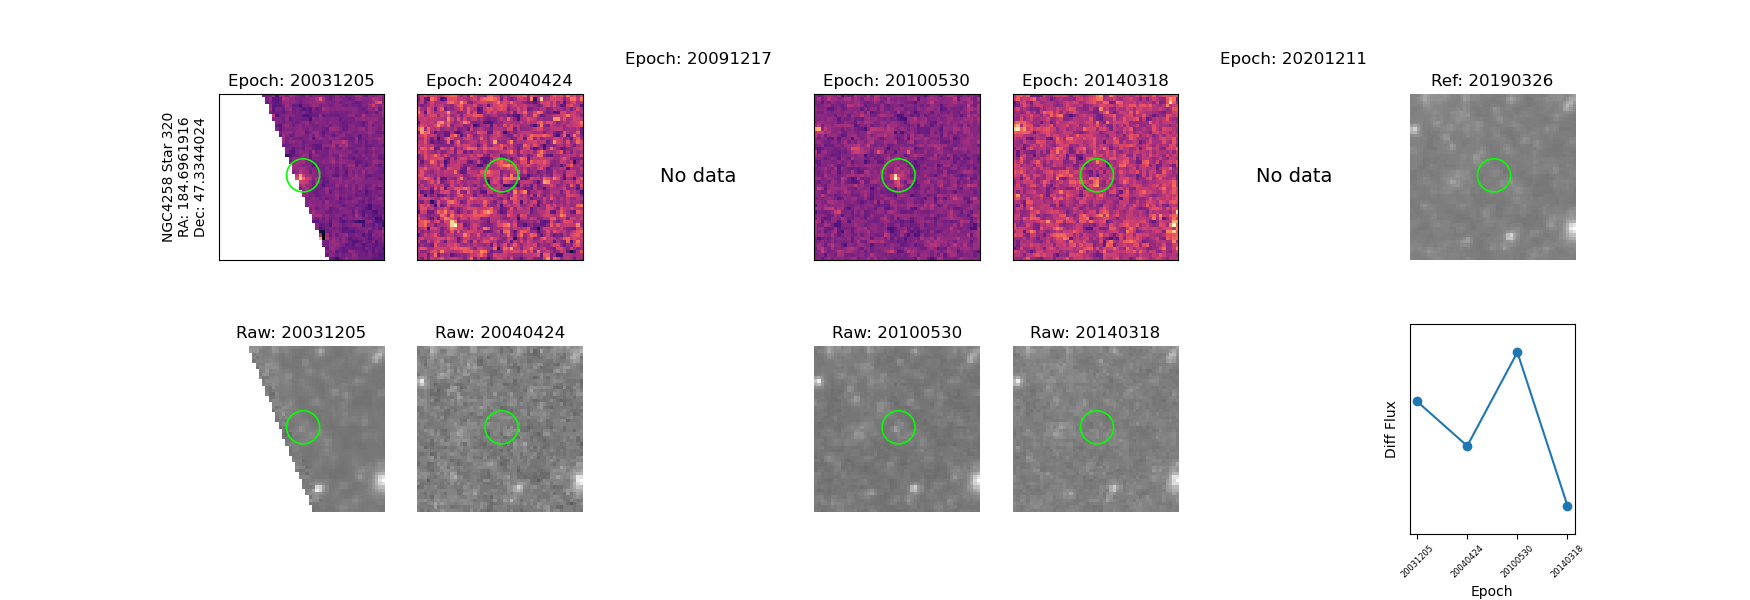 Epoch: 20091217
Epoch: 20201211
Epoch: 20031205
Epoch: 20040424
Epoch: 20100530
Epoch: 20140318
Ref: 20190326
NGC4258 Star 320
RA: 184.6961916
Dec: 47.3344024
No data
No data
Raw: 20031205
Raw: 20040424
Raw: 20100530
Raw: 20140318
Diff Flux
20031205
20040424
20100530
20140318
Epoch